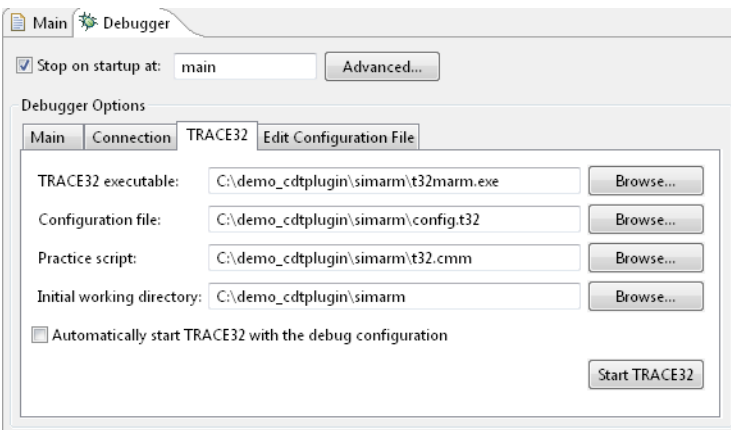 Main Debugger
Stop on startup at: main Advanced...
Debugger Options
Main Connection TRACE32 Edit Configuration File
TRACE32 executable: C:\demo_cdtplugin\simarm\t32marm.exe Browse...
Configuration file: C:\demo_cdtplugin\simarm\config.t32 Browse...
Practice script: C:\demo_cdtplugin\simarm\t32.cmm Browse...
Initial working directory: C:\demo_cdtplugin\simarm Browse...
Automatically start TRACE32 with the debug configuration
Start TRACE32